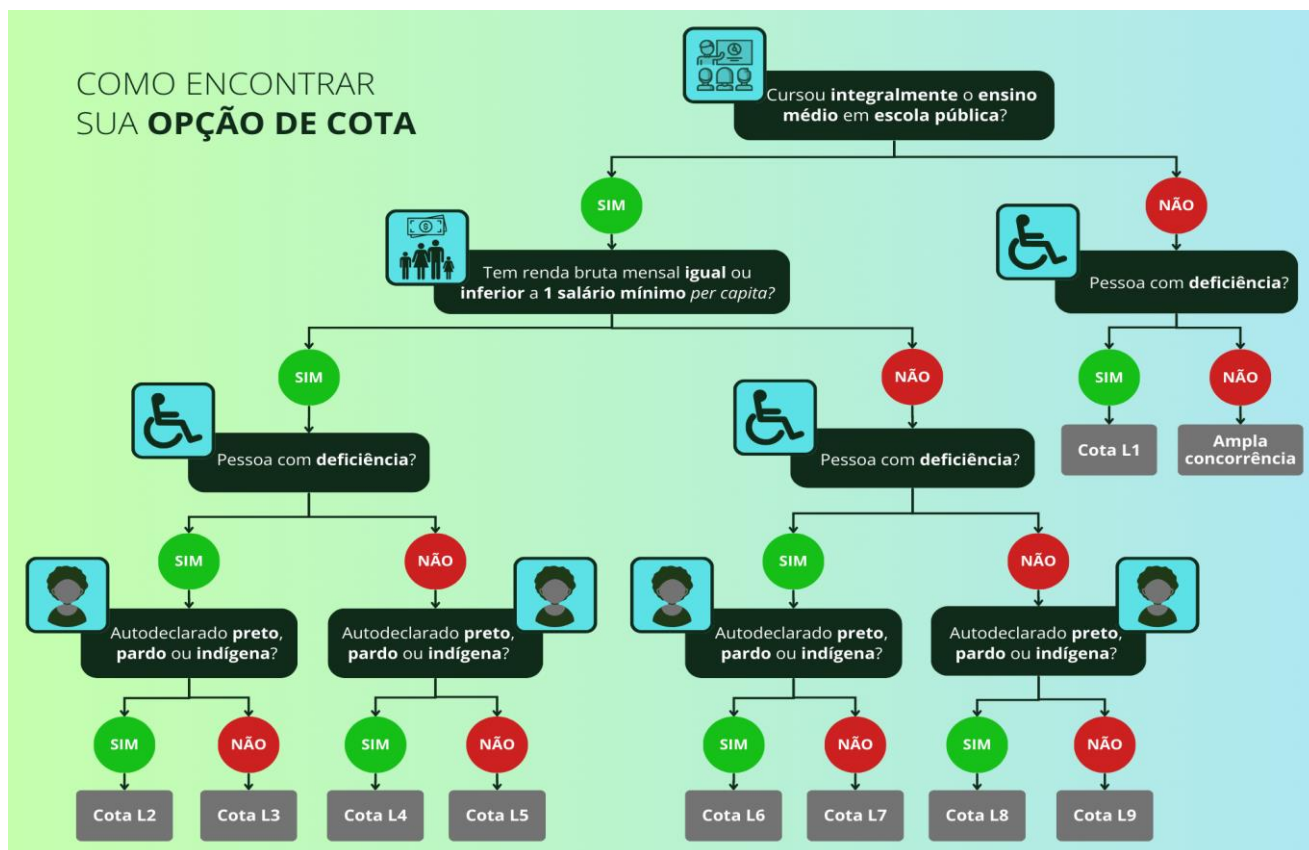 COMO ENCONTRAR
SUA OPÇÃO DE COTA
Cursou integralmente o ensino
médio em escola pública?
SIM
NÃO
Tem renda bruta mensal igual ou
inferior a 1 salário mínimo per capita?
Pessoa com deficiência?
SIM
NÃO
SIM
NÃO
Cota L1
Ampla
concorrência
Pessoa com deficiência?
Pessoa com deficiência?
SIM
NÃO
SIM
NÃO
Autodeclarado preto,
pardo ou indígena?
Autodeclarado preto,
pardo ou indígena?
Autodeclarado preto,
pardo ou indígena?
Autodeclarado preto,
pardo ou indígena?
SIM
NÃO
SIM
NÃO
SIM
NÃO
SIM
NÃO
Cota L2
Cota L3
Cota L4
Cota L5
Cota L6
Cota L7
Cota L8
Cota L9